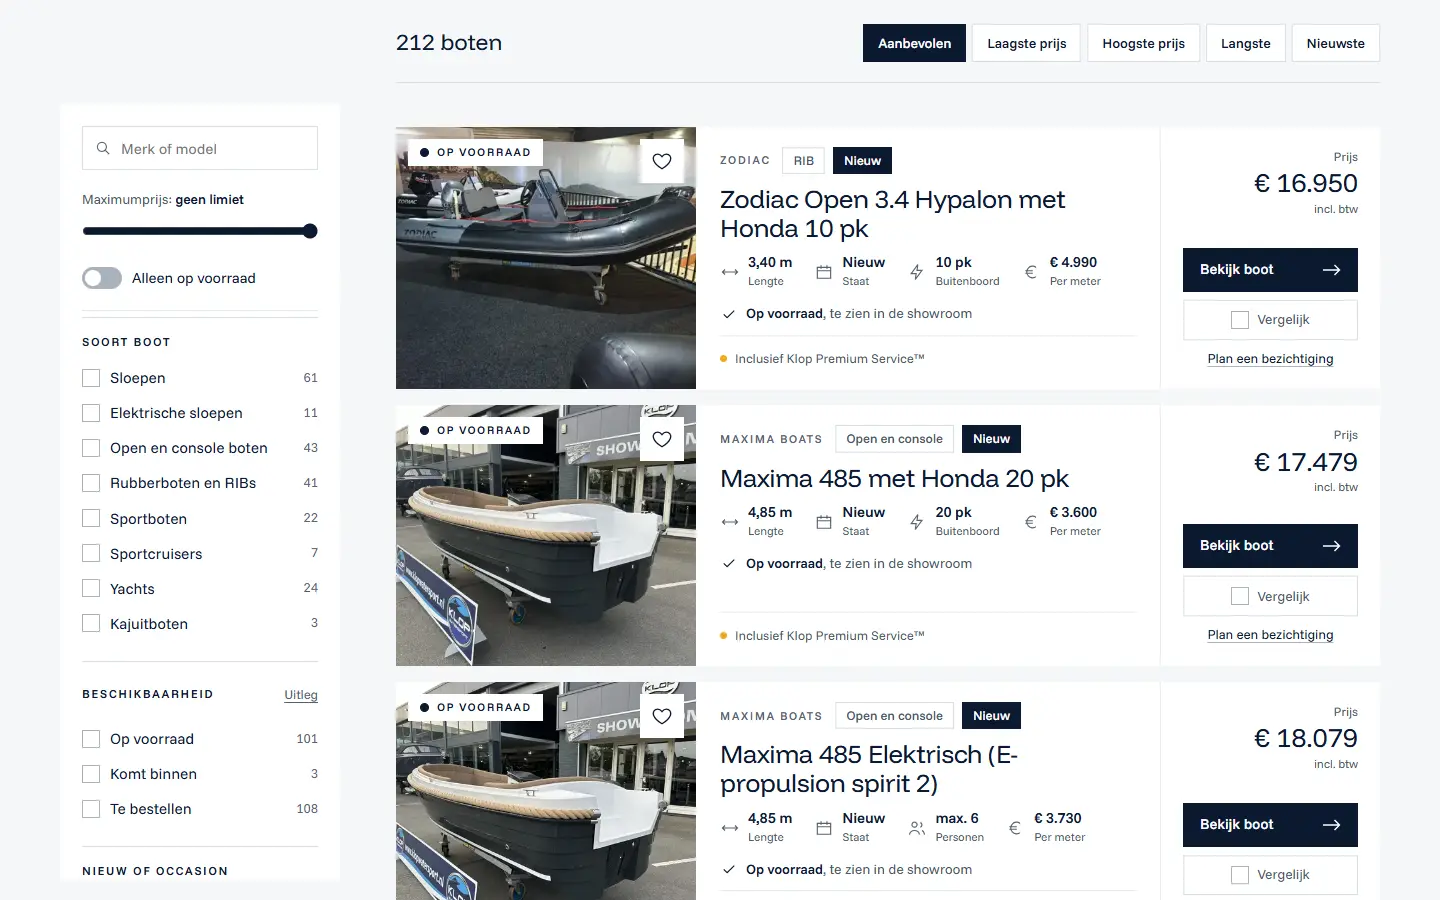 212 boten
Aanbevolen
Laagste prijs
Hoogste prijs
Langste
Nieuwste
Merk of model
Maximumprijs: geen limiet
Alleen op voorraad
SOORT BOOT
Sloepen 61
Elektrische sloepen 11
Open en console boten 43
Rubberboten en RIBs 41
Sportboten 22
Sportcruisers 7
Yachts 24
Kajuitboten 3
BESCHIKBAARHEID Uitleg
Op voorraad 101
Komt binnen 3
Te bestellen 108
NIEUW OF OCCASION
OP VOORRAAD
ZODIAC
ZODIAC RIB Nieuw
Zodiac Open 3.4 Hypalon met
Honda 10 pk
3,40 m Nieuw 10 pk € 4.990
Lengte Staat Buitenboord Per meter
Op voorraad, te zien in de showroom
Inclusief Klop Premium Service™
Prijs
€ 16.950
incl. btw
Bekijk boot
Vergelijk
Plan een bezichtiging
OP VOORRAAD
KLOP
SHOW
KLOP
MAXIMA BOATS Open en console Nieuw
Maxima 485 met Honda 20 pk
4,85 m Nieuw 20 pk € 3.600
Lengte Staat Buitenboord Per meter
Op voorraad, te zien in de showroom
Inclusief Klop Premium Service™
Prijs
€ 17.479
incl. btw
Bekijk boot
Vergelijk
Plan een bezichtiging
OP VOORRAAD
KLOP
SHOW
KLOP
MAXIMA BOATS Open en console Nieuw
Maxima 485 Elektrisch (E-
propulsion spirit 2)
4,85 m Nieuw max. 6 € 3.730
Lengte Staat Personen Per meter
Op voorraad, te zien in de showroom
Prijs
€ 18.079
incl. btw
Bekijk boot
Vergelijk